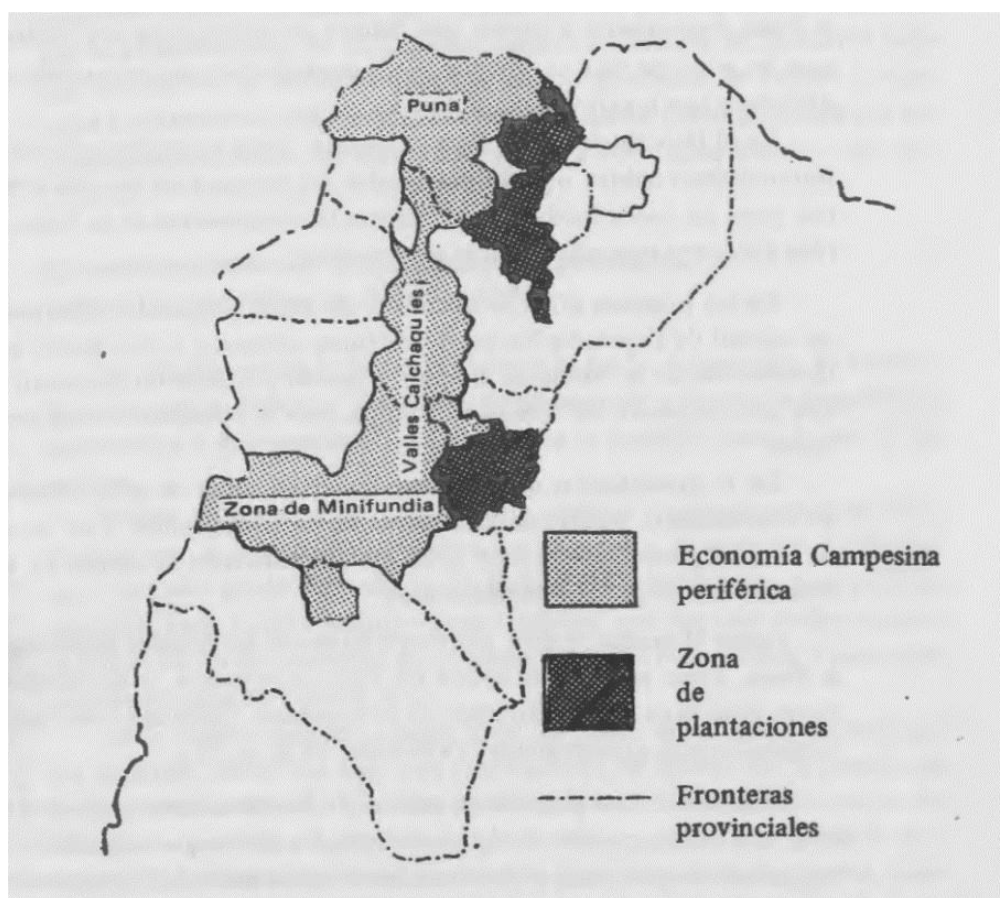 Puna
Valles Calchaquíes
Zona de Minifundia
Economía Campesina
periférica
Zona
de
plantaciones
Fronteras
provinciales